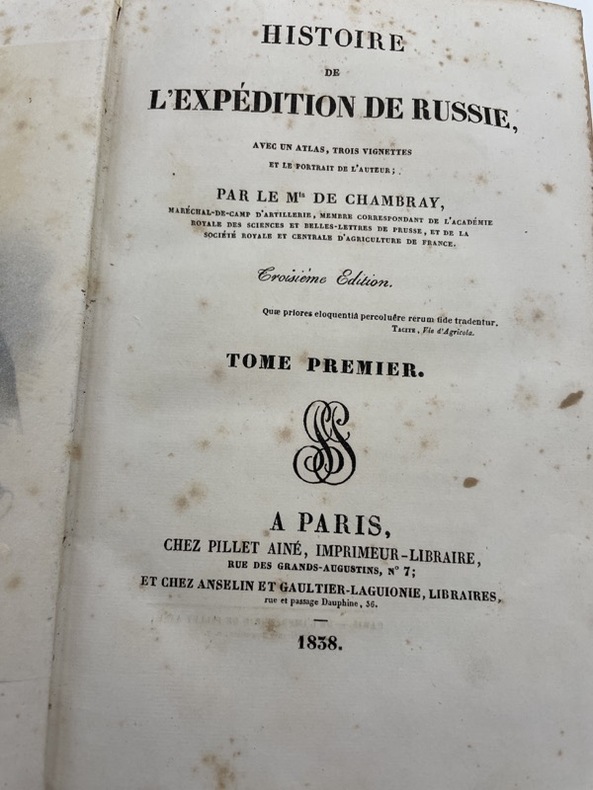 HISTOIRE
DE
L'EXPÉDITION DE RUSSIE,
AVEC UN ATLAS, TROIS VIGNETTES
ET LE PORTRAIT DE L'AUTEUR;
PAR LE Mis DE CHAMBRAY,
MARÉCHAL-DE-CAMP D'ARTILLERIE, MEMBRE CORRESPONDANT DE L'ACADÉMIE
ROYALE DES SCIENCES ET BELLES-LETTRES DE PRUSSE, ET DE LA
SOCIÉTÉ ROYALE ET CENTRALE D'AGRICULTURE DE FRANCE.
Troisième Edition.
Quæ priores eloquentiâ percoluêre rerum fide tradentur.
TACITE, Vie d'Agricola.
TOME PREMIER.
A PARIS,
CHEZ PILLET AINÉ, IMPRIMEUR-LIBRAIRE,
RUE DES GRANDS-AUGUSTINS, N° 7;
ET CHEZ ANSELIN ET GAULTIER-LAGUIONIE, LIBRAIRES,
rue et passage Dauphine, 36.
1838.